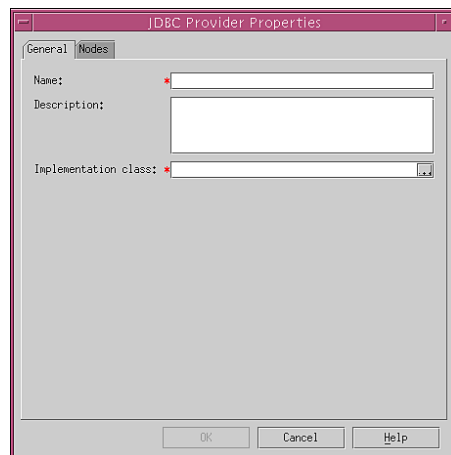 JDBC Provider Properties
General Nodes
Name: *
Description:
Implementation class: * ...
OK Cancel Help